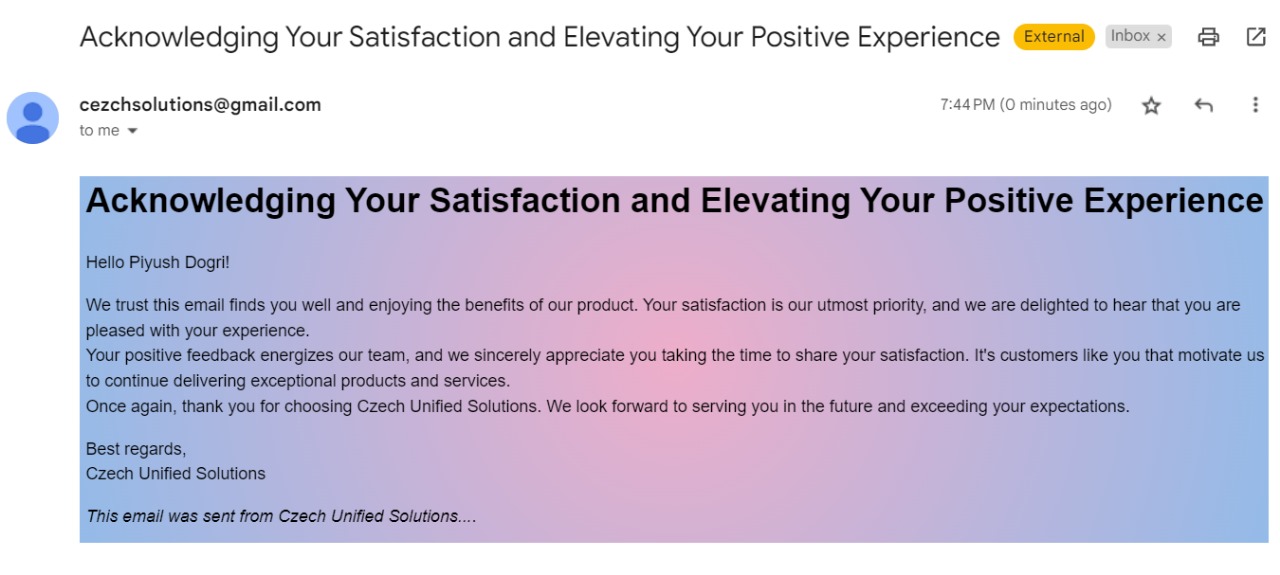 Acknowledging Your Satisfaction and Elevating Your Positive Experience External Inbox ×
cezchsolutions@gmail.com 7:44 PM (0 minutes ago)
to me
Acknowledging Your Satisfaction and Elevating Your Positive Experience
Hello Piyush Dogri!
We trust this email finds you well and enjoying the benefits of our product. Your satisfaction is our utmost priority, and we are delighted to hear that you are
pleased with your experience.
Your positive feedback energizes our team, and we sincerely appreciate you taking the time to share your satisfaction. It's customers like you that motivate us
to continue delivering exceptional products and services.
Once again, thank you for choosing Czech Unified Solutions. We look forward to serving you in the future and exceeding your expectations.
Best regards,
Czech Unified Solutions
This email was sent from Czech Unified Solutions....